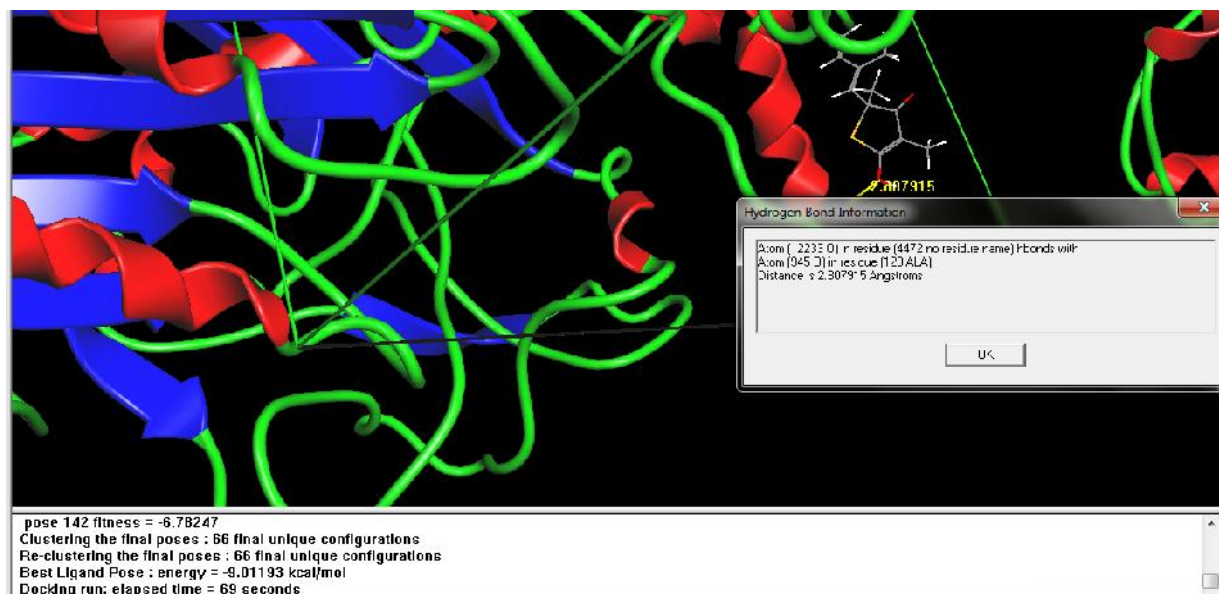 2.807915
Hydrogen Bond Information
Atom ( 2233 O) in residue (4472 no residue name) hbonds with
Atom (945 O) in residue (120 ALA)
Distance is 2.807915 Angstroms
OK
pose 142 fitness = -6.78247
Clustering the final poses : 66 final unique configurations
Re-clustering the final poses : 66 final unique configurations
Best Ligand Pose : energy = -9.01193 kcal/mol
Docking run: elapsed time = 69 seconds